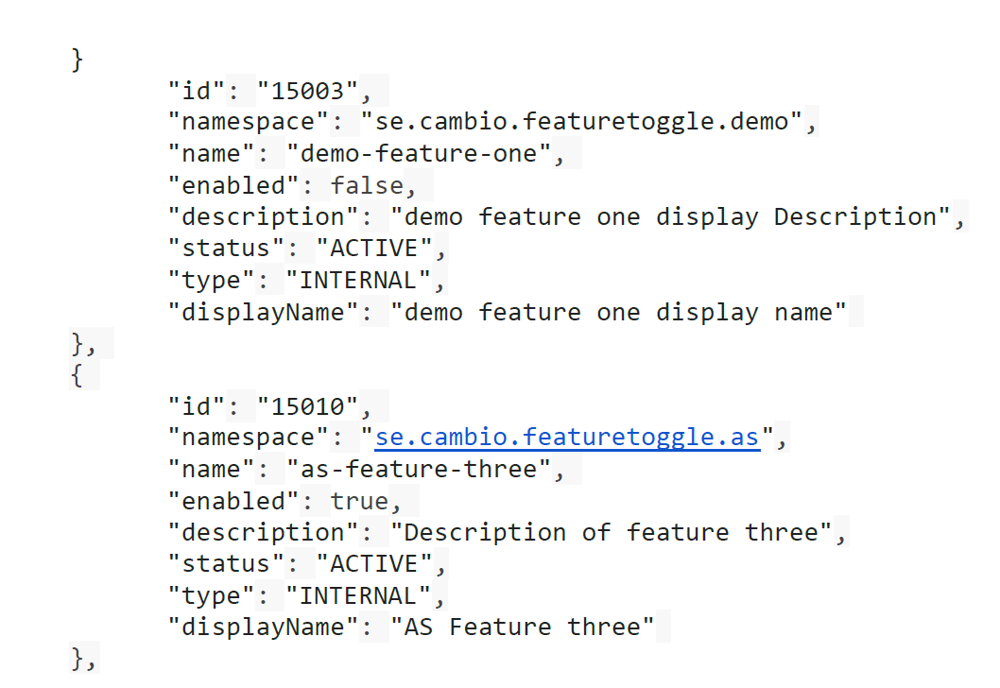 }
"id": "15003",
"namespace": "se.cambio.featuretoggle.demo",
"name": "demo-feature-one",
"enabled": false,
"description": "demo feature one display Description",
"status": "ACTIVE",
"type": "INTERNAL",
"displayName": "demo feature one display name"
},
{
"id": "15010",
"namespace": "se.cambio.featuretoggle.as",
"name": "as-feature-three",
"enabled": true,
"description": "Description of feature three",
"status": "ACTIVE",
"type": "INTERNAL",
"displayName": "AS Feature three"
},